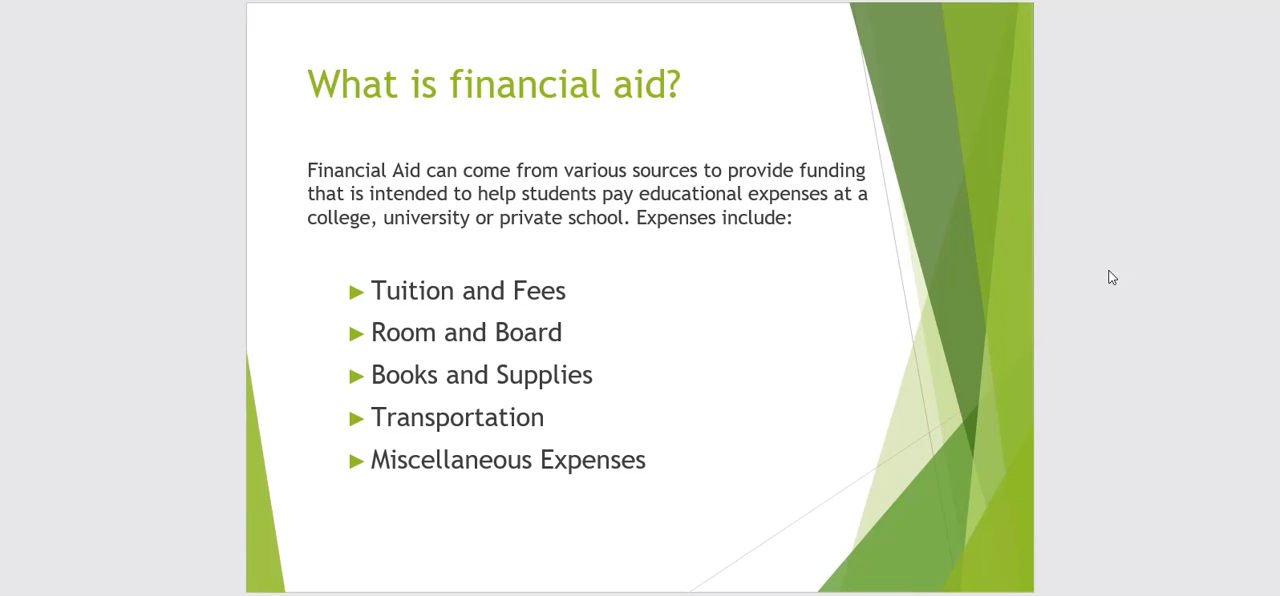 What is financial aid?
Financial Aid can come from various sources to provide funding
that is intended to help students pay educational expenses at a
college, university or private school. Expenses include:
Tuition and Fees
Room and Board
Books and Supplies
Transportation
Miscellaneous Expenses